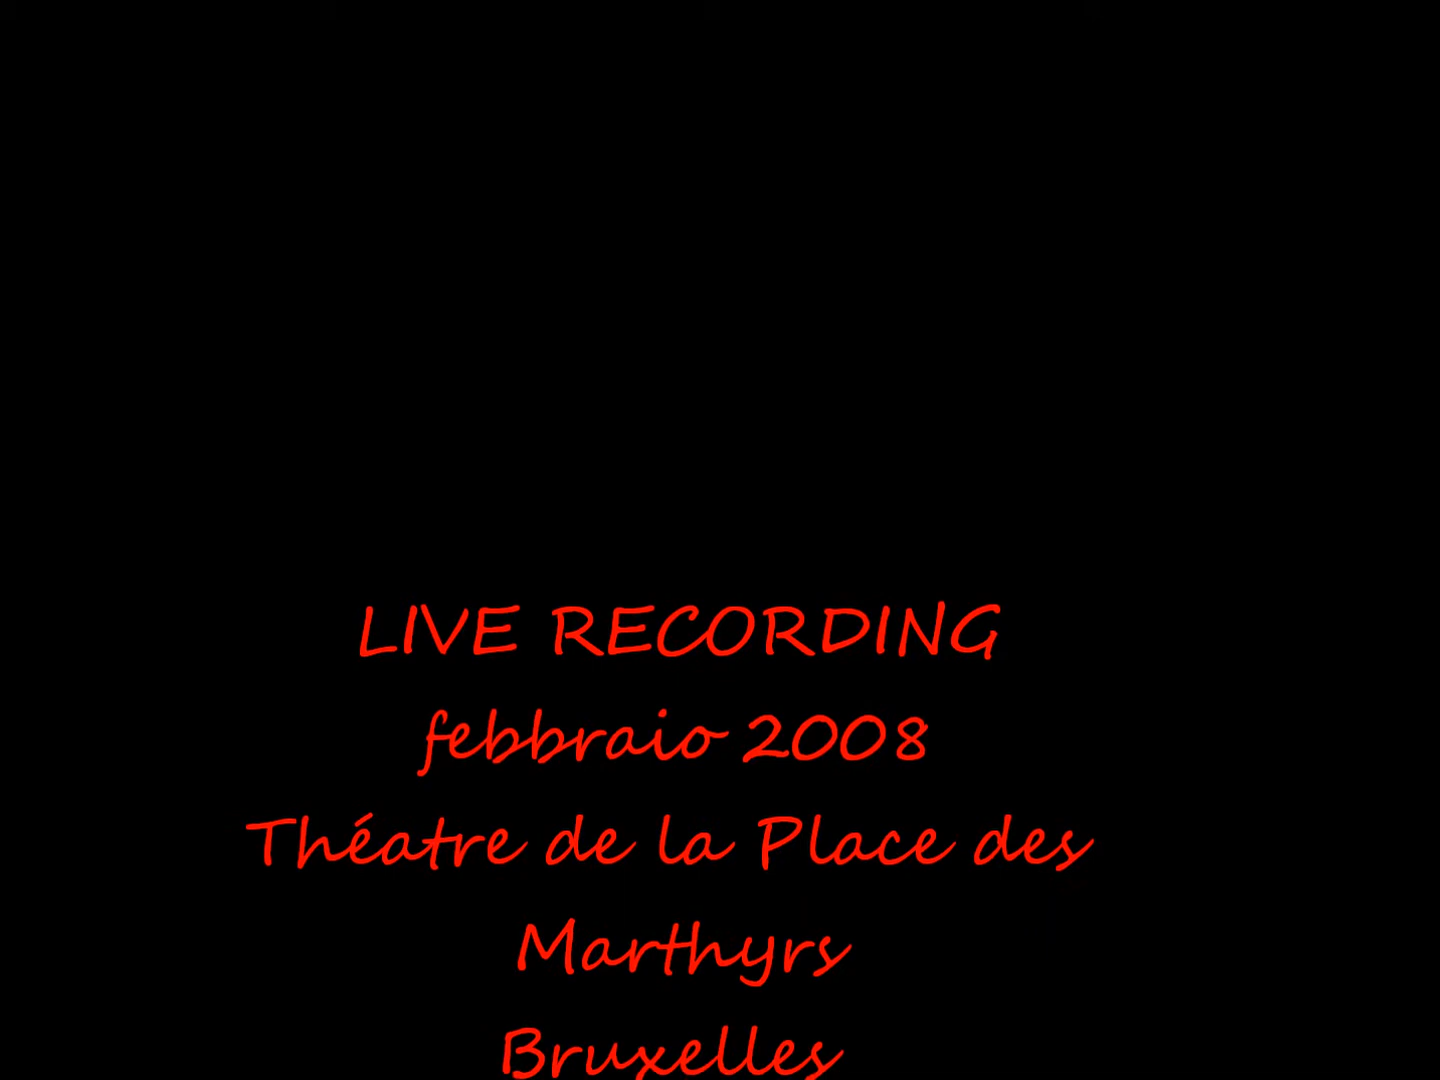 LIVE RECORDING
febbraio 2008
Théatre de la Place des
Marthyrs
Bruxelles